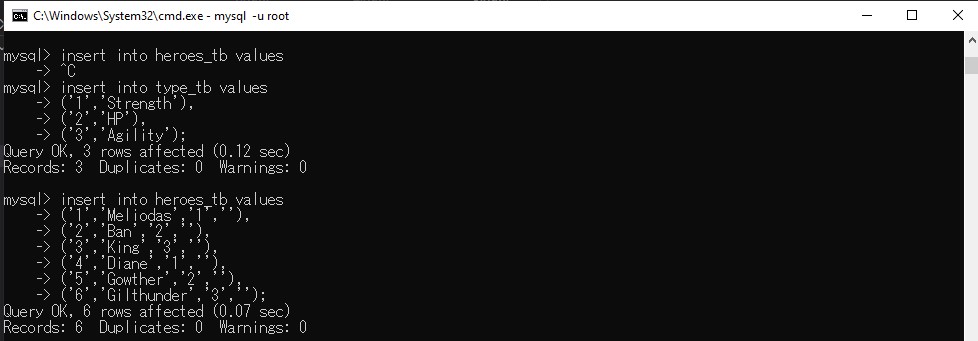 C:\Windows\System32\cmd.exe - mysql  -u root
mysql> insert into heroes_tb values
    -> ^C
mysql> insert into type_tb values
    -> ('1','Strength'),
    -> ('2','HP'),
    -> ('3','Agility');
Query OK, 3 rows affected (0.12 sec)
Records: 3  Duplicates: 0  Warnings: 0
mysql> insert into heroes_tb values
    -> ('1','Meliodas','1',''),
    -> ('2','Ban','2',''),
    -> ('3','King','3',''),
    -> ('4','Diane','1',''),
    -> ('5','Gowther','2',''),
    -> ('6','Gilthunder','3','');
Query OK, 6 rows affected (0.07 sec)
Records: 6  Duplicates: 0  Warnings: 0